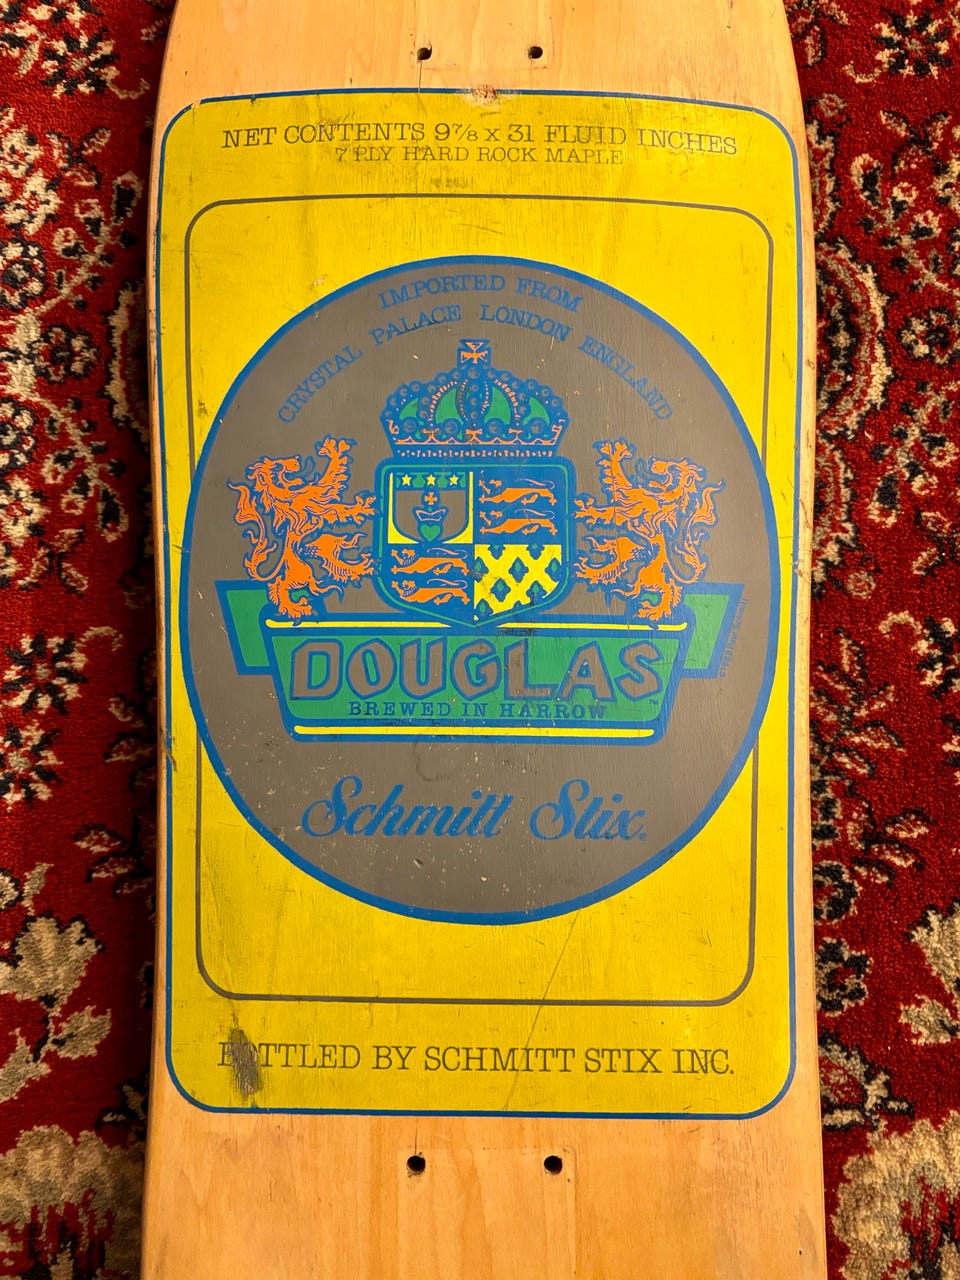 NET CONTENTS 9⅞ x 31 FLUID INCHES
7 PLY HARD ROCK MAPLE
IMPORTED FROM
CRYSTAL PALACE LONDON ENGLAND
DOUGLAS™
BREWED IN HARROW
Schmitt Stix.
BOTTLED BY SCHMITT STIX INC.